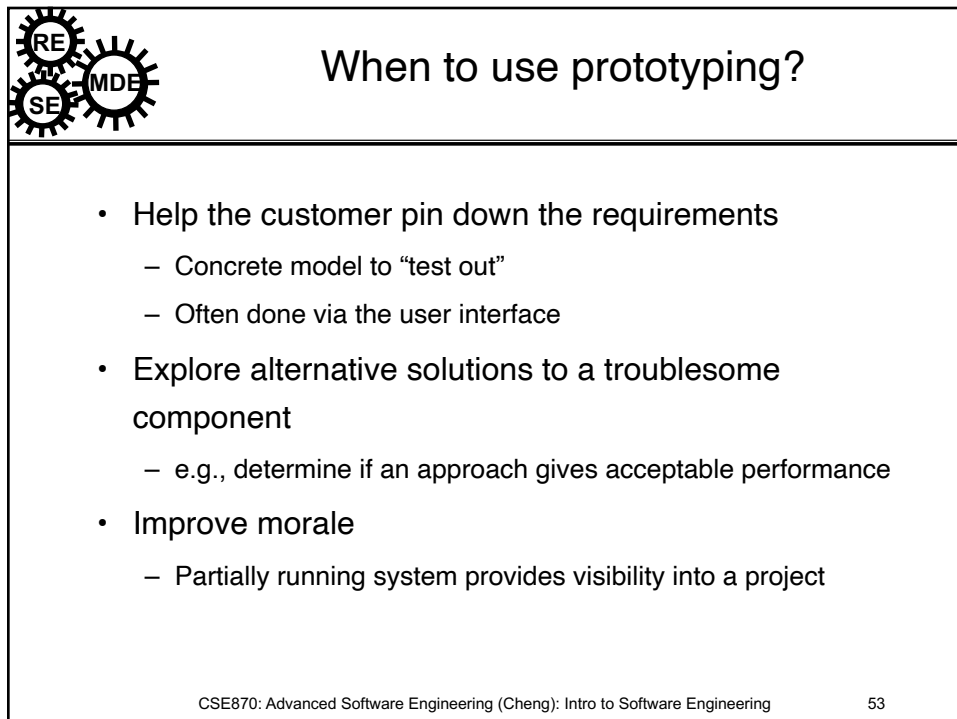 RE
MDE
SE
When to use prototyping?
• Help the customer pin down the requirements
– Concrete model to “test out”
– Often done via the user interface
• Explore alternative solutions to a troublesome
component
– e.g., determine if an approach gives acceptable performance
• Improve morale
– Partially running system provides visibility into a project
CSE870: Advanced Software Engineering (Cheng): Intro to Software Engineering 53